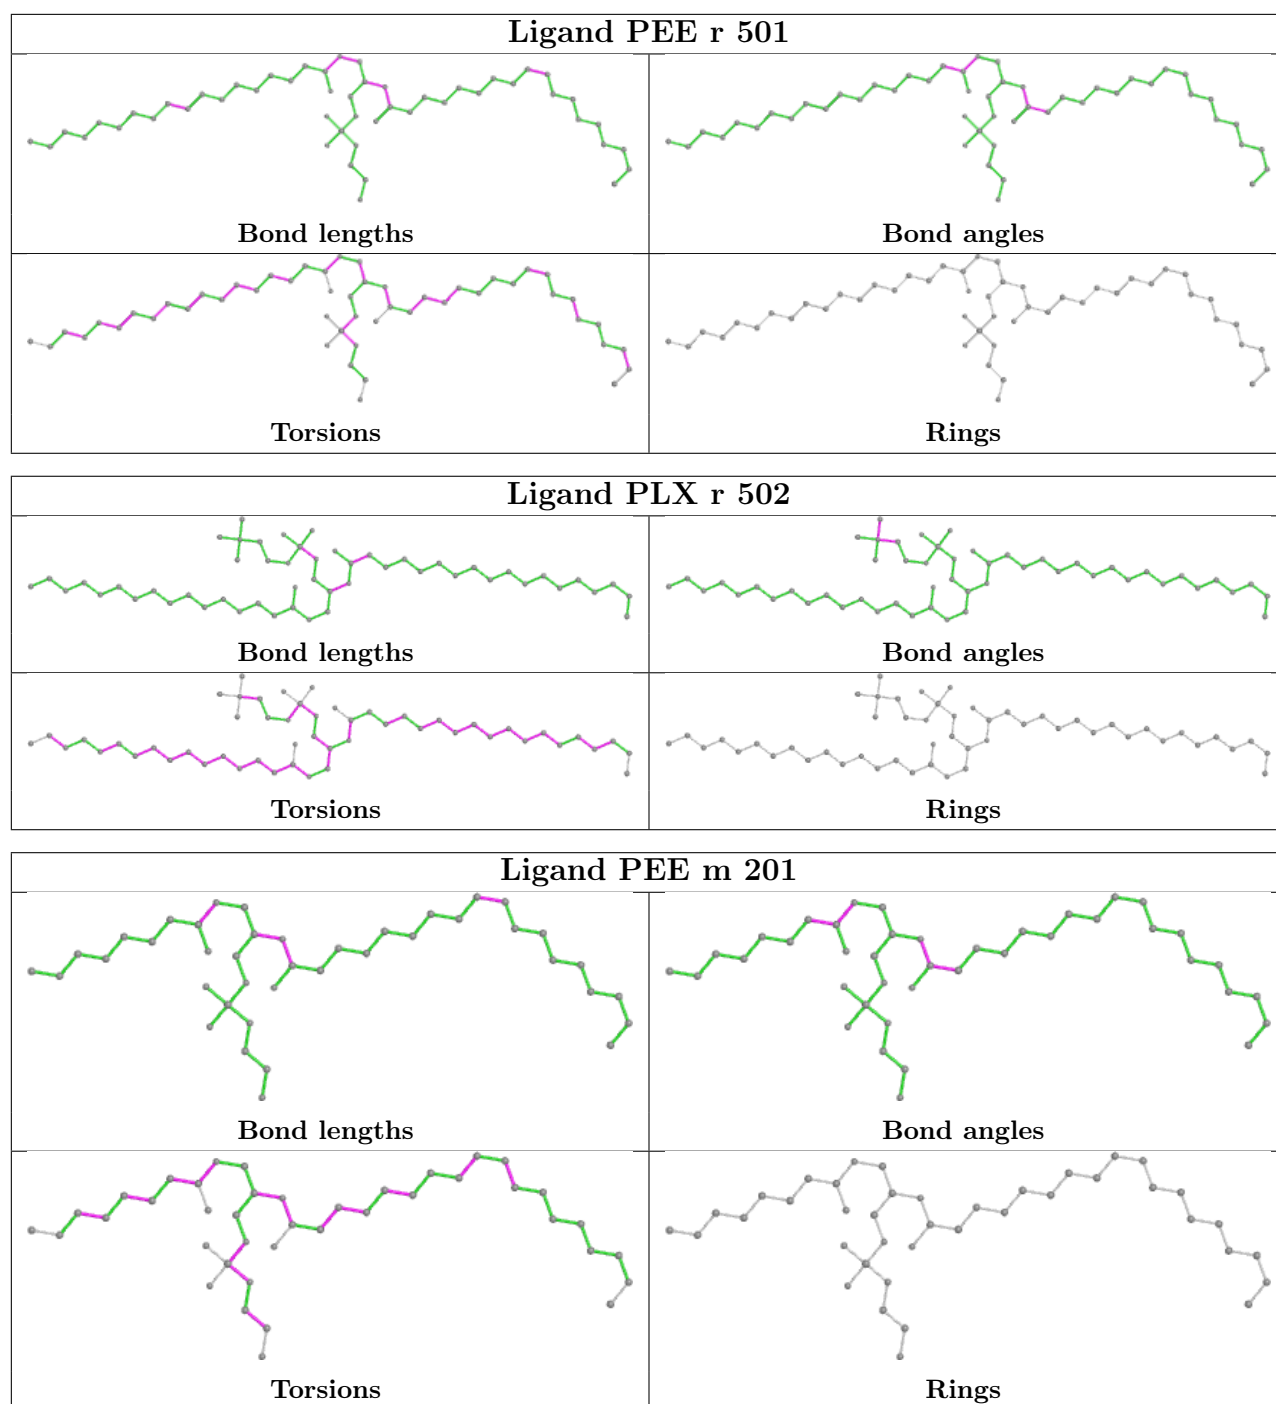 Ligand PEE r 501
Bond lengths
Bond angles
Torsions
Rings
Ligand PLX r 502
Bond lengths
Bond angles
Torsions
Rings
Ligand PEE m 201
Bond lengths
Bond angles
Torsions
Rings